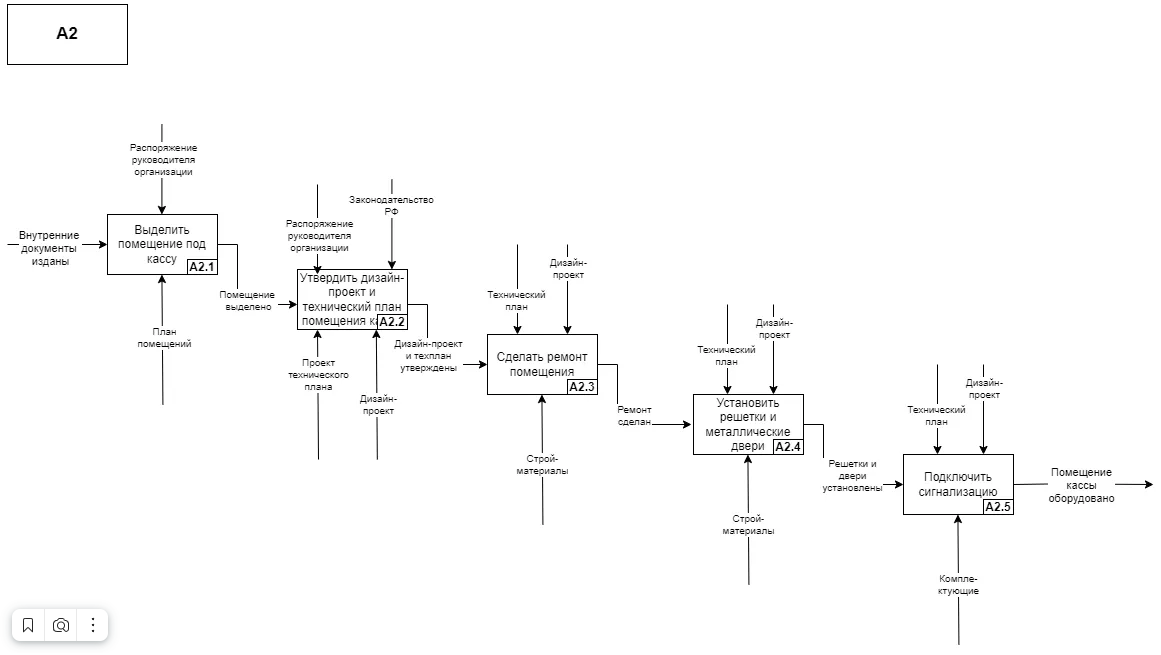 A2
Распоряжение
руководителя
организации
Внутренние
документы
изданы
Выделить
помещение под
кассу
A2.1
План
помещений
Помещение
выделено
Распоряжение
руководителя
организации
Законодательство
РФ
Утвердить дизайн-
проект и
технический план
помещения ка
A2.2
Проект
технического
плана
Дизайн-
проект
Дизайн-проект
и техплан
утверждены
Технический
план
Дизайн-
проект
Сделать ремонт
помещения
A2.3
Строй-
материалы
Ремонт
сделан
Технический
план
Дизайн-
проект
Установить
решетки и
металлические
двери
A2.4
Строй-
материалы
Решетки и
двери
установлены
Технический
план
Дизайн-
проект
Подключить
сигнализацию
A2.5
Компле-
ктующие
Помещение
кассы
оборудовано